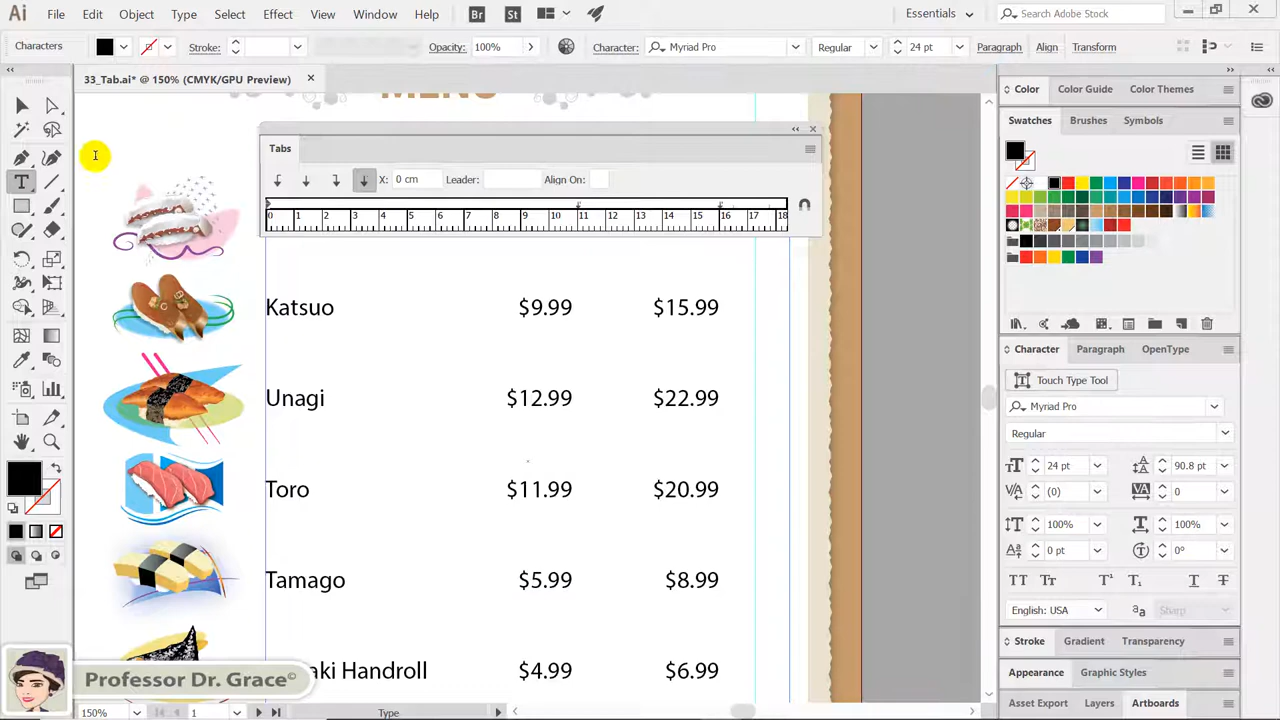 Ai File Edit Object Type Select Effect View Window Help Br St Essentials Search Adobe Stock
Characters Stroke: Opacity: 100% Character: Myriad Pro Regular 24 pt Paragraph Align Transform
33_Tab.ai* @ 150% (CMYK/GPU Preview)
MENU
Color Color Guide Color Themes
Swatches Brushes Symbols
Tabs
X: 0 cm Leader: Align On:
0 1 2 3 4 5 6 7 8 9 10 11 12 13 14 15 16 17 18
Katsuo $9.99 $15.99
Unagi $12.99 $22.99
Toro $11.99 $20.99
Tamago $5.99 $8.99
aki Handroll $4.99 $6.99
Character Paragraph OpenType
Touch Type Tool
Myriad Pro
Regular
24 pt 90.8 pt
(0) 0
100% 100%
0 pt 0°
English: USA Sharp
Stroke Gradient Transparency
Appearance Graphic Styles
Asset Export Layers Artboards
Professor Dr. Grace©
150% 1 Type